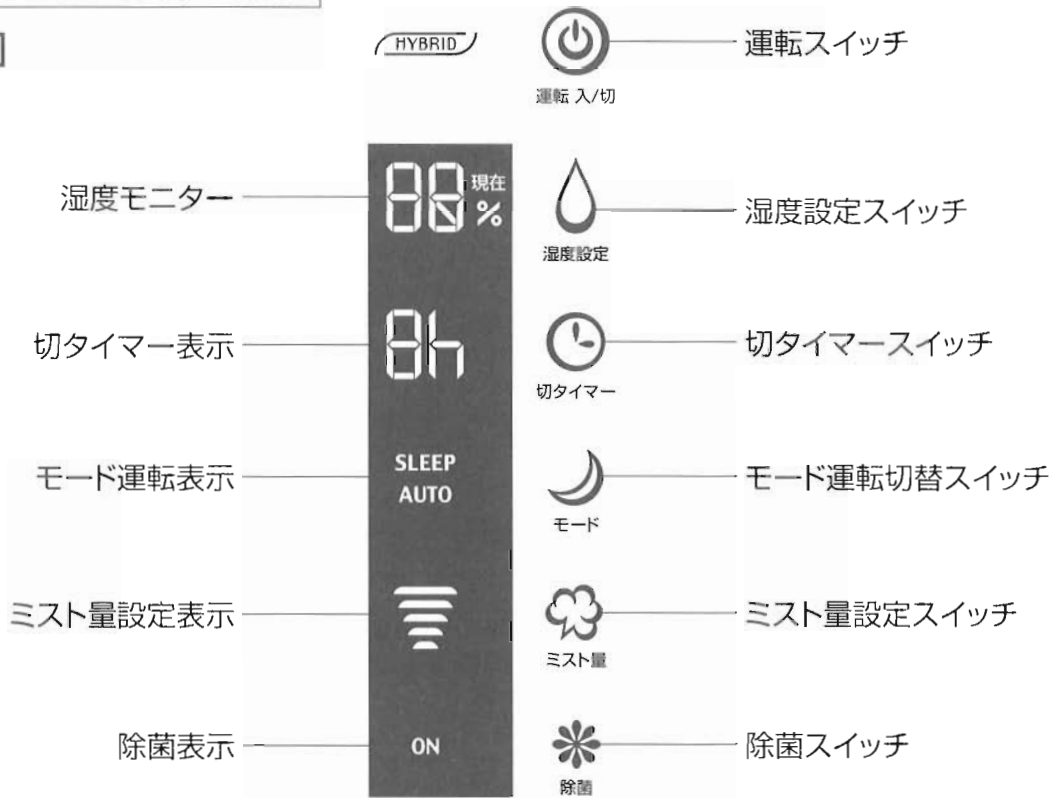 HYBRID
運転スイッチ
運転 入/切
湿度モニター
88 現在
%
湿度設定スイッチ
湿度設定
切タイマー表示
8h
切タイマースイッチ
切タイマー
モード運転表示
SLEEP
AUTO
モード運転切替スイッチ
モード
ミスト量設定表示
ミスト量設定スイッチ
ミスト量
除菌表示
ON
除菌スイッチ
除菌